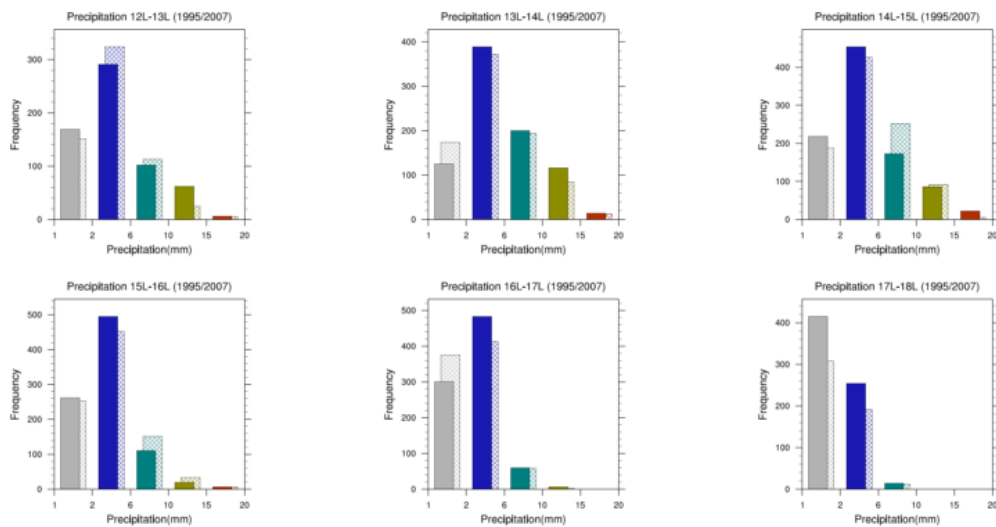 Precipitation 12L-13L (1995/2007)
300
200
100
0
Frequency
1 2 6 10 15 20
Precipitation(mm)
Precipitation 13L-14L (1995/2007)
400
300
200
100
0
Frequency
1 2 6 10 15 20
Precipitation(mm)
Precipitation 14L-15L (1995/2007)
400
300
200
100
0
Frequency
1 2 6 10 15 20
Precipitation(mm)
Precipitation 15L-16L (1995/2007)
500
400
300
200
100
0
Frequency
1 2 6 10 15 20
Precipitation(mm)
Precipitation 16L-17L (1995/2007)
500
400
300
200
100
0
Frequency
1 2 6 10 15 20
Precipitation(mm)
Precipitation 17L-18L (1995/2007)
400
300
200
100
0
Frequency
1 2 6 10 15 20
Precipitation(mm)